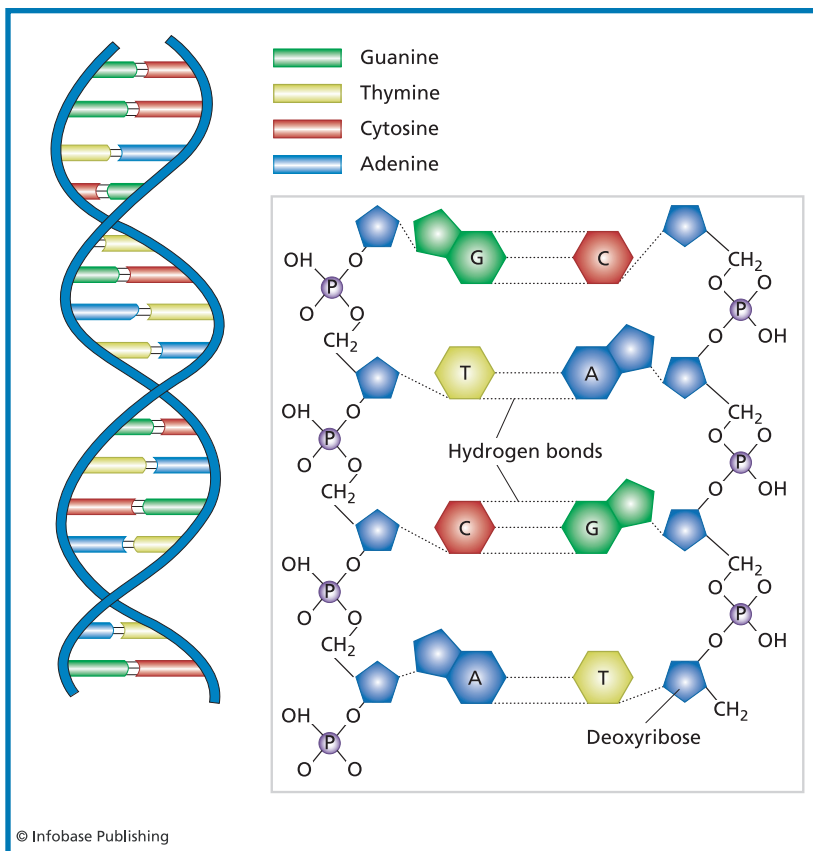 Guanine
Thymine
Cytosine
Adenine
G C
OH P O O O CH2
CH2 O O P OH O
T A
OH P O O O CH2
CH2 O O P OH O
Hydrogen bonds
C G
OH P O O O CH2
CH2 O O P OH O
A T
OH P O O O
CH2
Deoxyribose
© Infobase Publishing